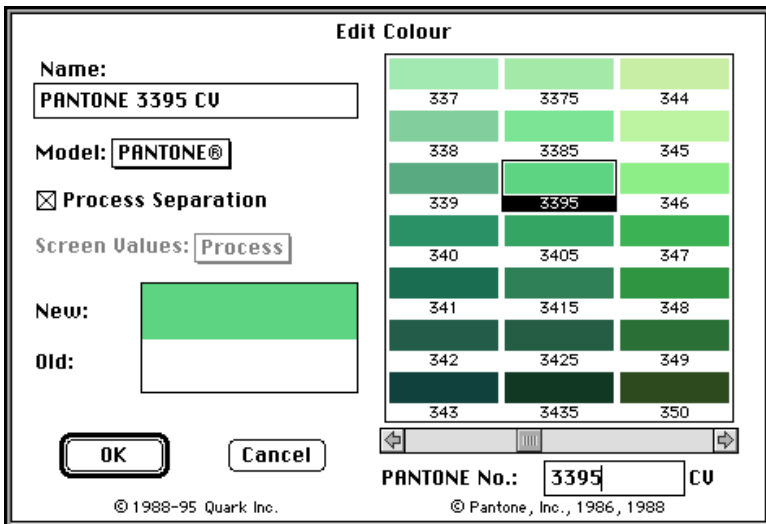 Edit Colour
Name:
PANTONE 3395 CV
Model: PANTONE®
Process Separation
Screen Values: Process
New:
Old:
OK
Cancel
© 1988-95 Quark Inc.
337 3375 344
338 3385 345
339 3395 346
340 3405 347
341 3415 348
342 3425 349
343 3435 350
PANTONE No.: 3395 CV
© Pantone, Inc., 1986, 1988